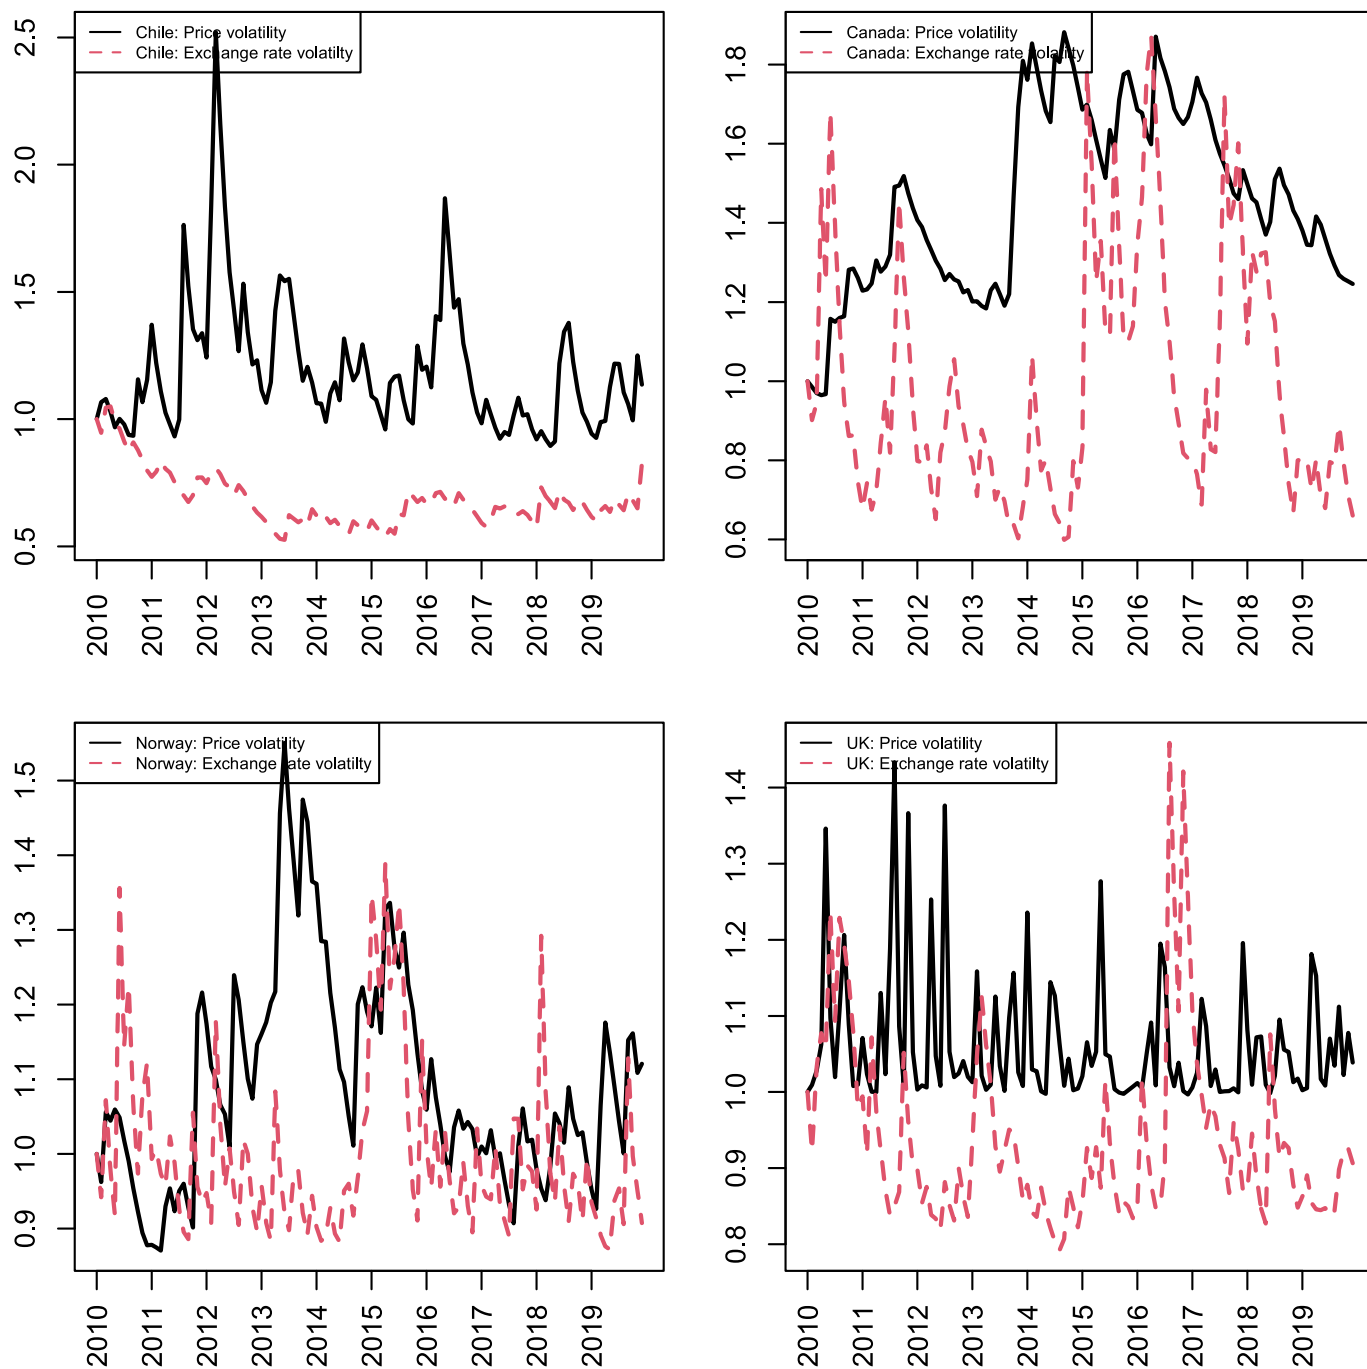 Chile: Price volatility
Chile: Exchange rate volatilty
2.5
2.0
1.5
1.0
0.5
2010 2011 2012 2013 2014 2015 2016 2017 2018 2019
Canada: Price volatility
Canada: Exchange rate volatilty
1.8
1.6
1.4
1.2
1.0
0.8
0.6
2010 2011 2012 2013 2014 2015 2016 2017 2018 2019
Norway: Price volatility
Norway: Exchange rate volatilty
1.5
1.4
1.3
1.2
1.1
1.0
0.9
2010 2011 2012 2013 2014 2015 2016 2017 2018 2019
UK: Price volatility
UK: Exchange rate volatilty
1.4
1.3
1.2
1.1
1.0
0.9
0.8
2010 2011 2012 2013 2014 2015 2016 2017 2018 2019